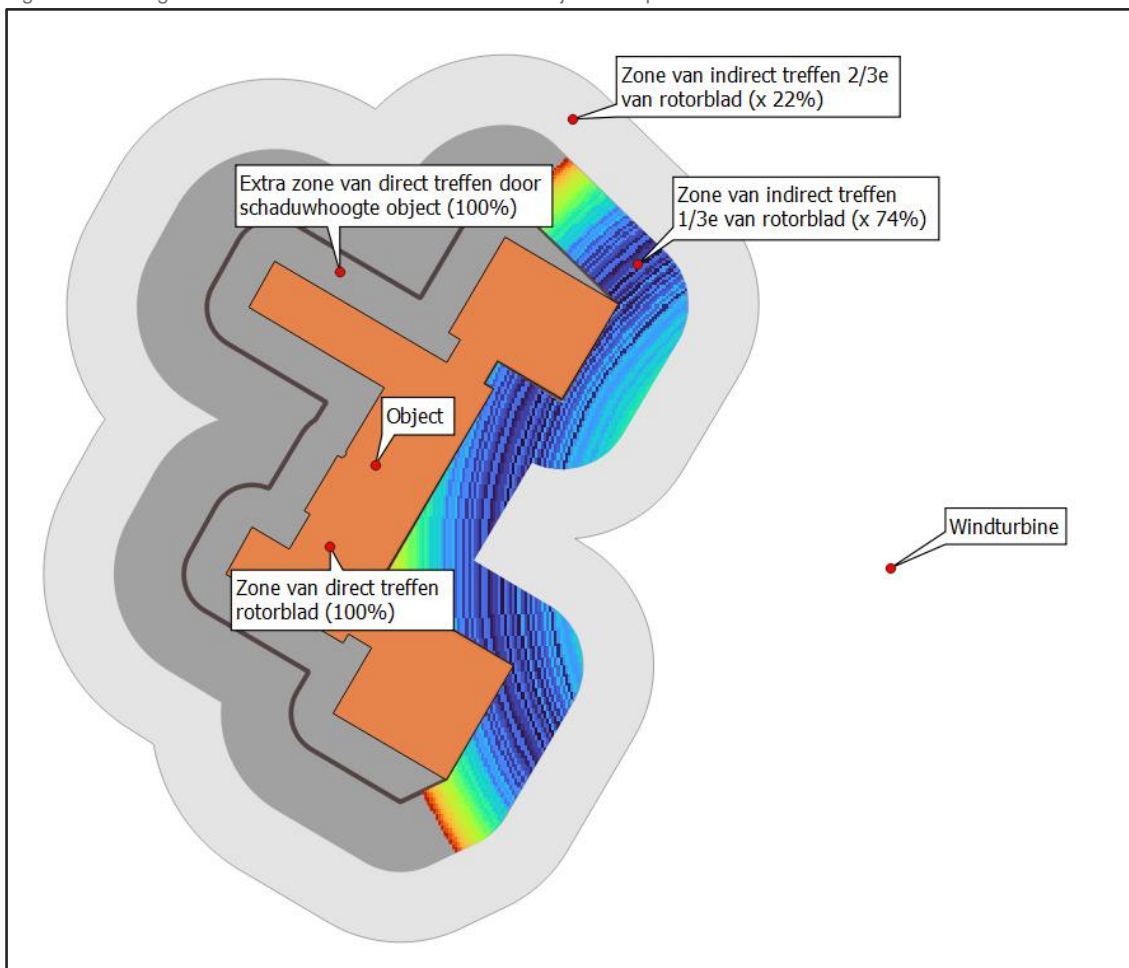 Zone van indirect treffen 2/3e
van rotorblad (x 22%)
Extra zone van direct treffen door
schaduwhoogte object (100%)
Zone van indirect treffen
1/3e van rotorblad (x 74%)
Object
Windturbine
Zone van direct treffen
rotorblad (100%)